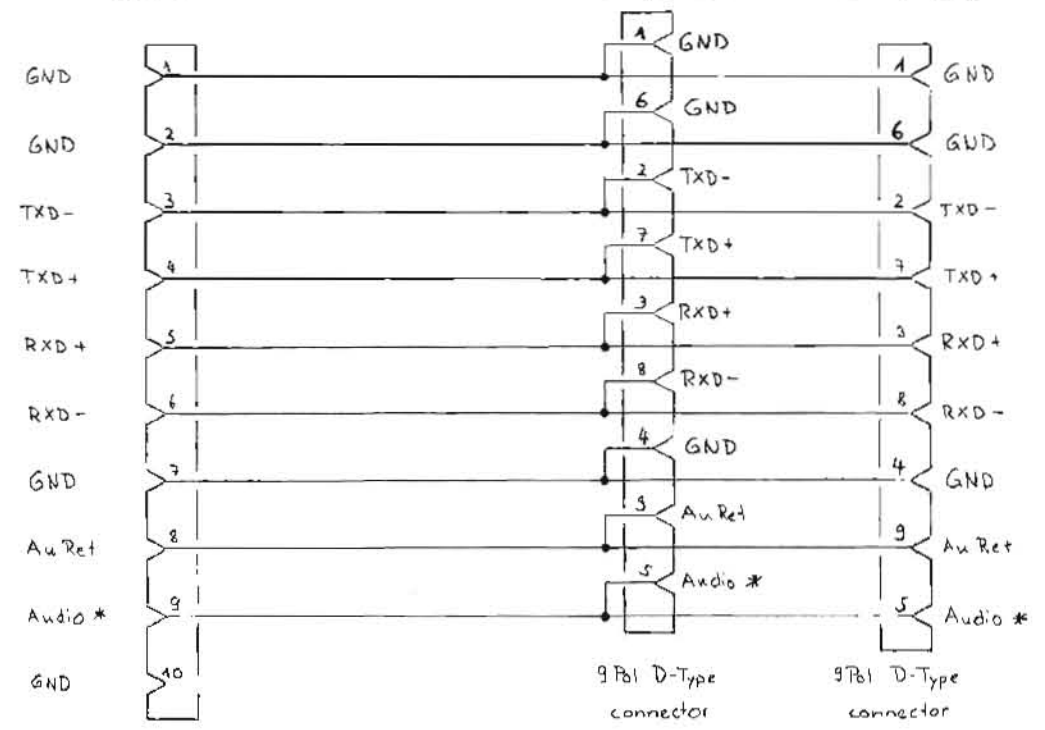 GND 1
GND 2
TXD- 3
TXD+ 4
RXD+ 5
RXD- 6
GND 7
Au Ret 8
Audio * 9
GND 10
1 GND
6 GND
2 TXD-
7 TXD+
3 RXD+
8 RXD-
4 GND
9 Au Ret
5 Audio *
9 Pol D-Type
connector
1 GND
6 GND
2 TXD-
7 TXD+
3 RXD+
8 RXD-
4 GND
9 Au Ret
5 Audio *
9 Pol D-Type
connector